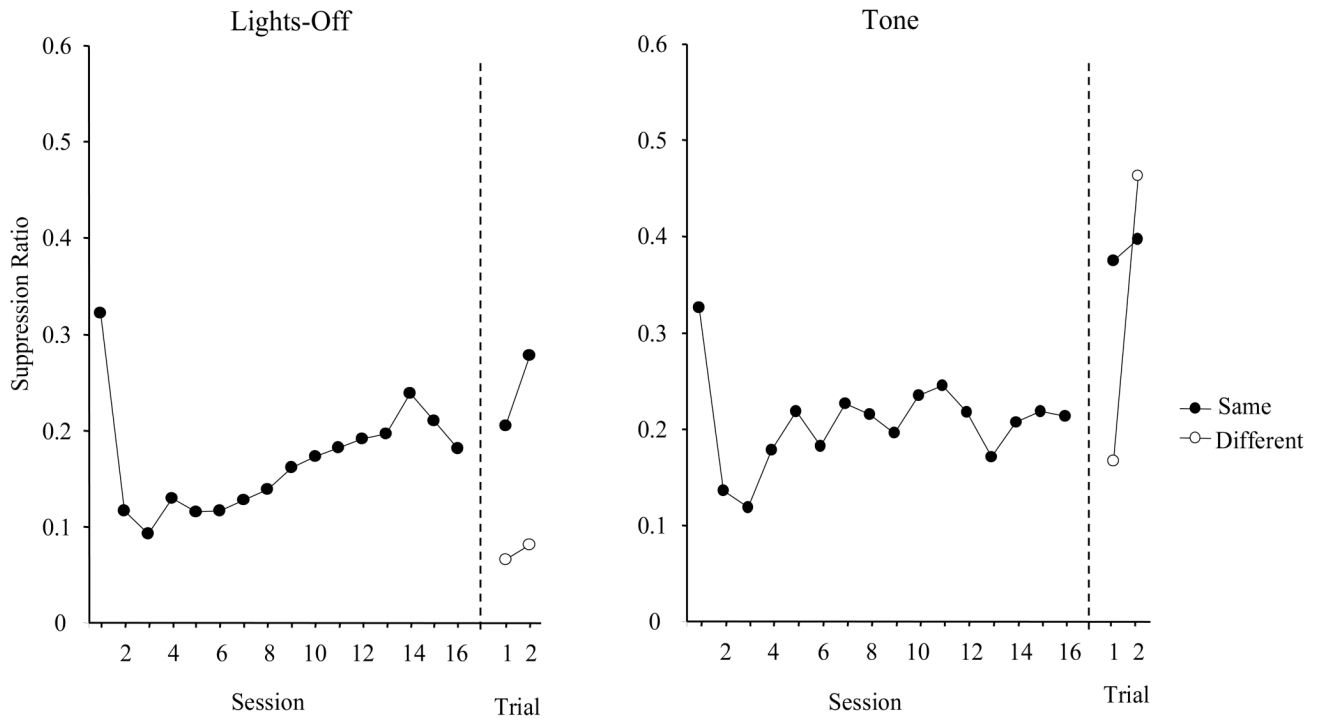 Lights-Off
0.6
0.5
0.4
0.3
0.2
0.1
0
Suppression Ratio
2 4 6 8 10 12 14 16 1 2
Session Trial
Tone
0.6
0.5
0.4
0.3
0.2
0.1
0
2 4 6 8 10 12 14 16 1 2
Session Trial
Same
Different